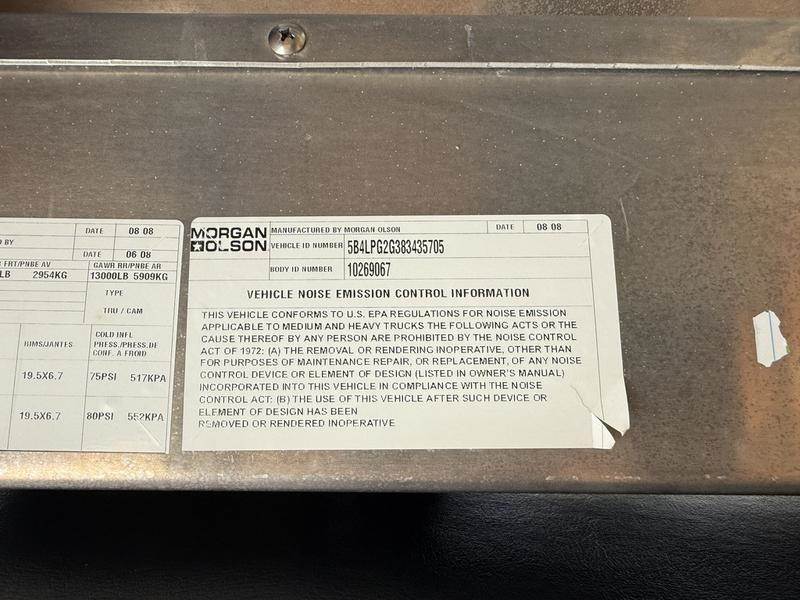 DATE 08 08
D BY
DATE 06 08
FRT/PNBE AV GAWR RR/PNBE AR
LB 2954KG 13000LB 5909KG
TYPE
THU / CAM
RIMS/JANTES COLD INFL
PRESS./PRESS.DE
CONF. A FROID
19.5X6.7 75PSI 517KPA
19.5X6.7 80PSI 552KPA
MORGAN OLSON
MANUFACTURED BY MORGAN OLSON DATE 08 08
VEHICLE ID NUMBER 5B4LPG2G383435705
BODY ID NUMBER 10269067
VEHICLE NOISE EMISSION CONTROL INFORMATION
THIS VEHICLE CONFORMS TO U.S. EPA REGULATIONS FOR NOISE EMISSION
APPLICABLE TO MEDIUM AND HEAVY TRUCKS THE FOLLOWING ACTS OR THE
CAUSE THEREOF BY ANY PERSON ARE PROHIBITED BY THE NOISE CONTROL
ACT OF 1972: (A) THE REMOVAL OR RENDERING INOPERATIVE, OTHER THAN
FOR PURPOSES OF MAINTENANCE REPAIR, OR REPLACEMENT, OF ANY NOISE
CONTROL DEVICE OR ELEMENT OF DESIGN (LISTED IN OWNER'S MANUAL)
INCORPORATED INTO THIS VEHICLE IN COMPLIANCE WITH THE NOISE
CONTROL ACT: (B) THE USE OF THIS VEHICLE AFTER SUCH DEVICE OR
ELEMENT OF DESIGN HAS BEEN
REMOVED OR RENDERED INOPERATIVE